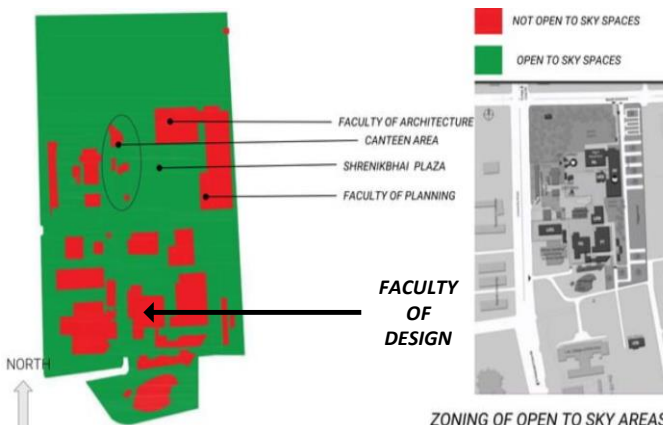 NOT OPEN TO SKY SPACES
OPEN TO SKY SPACES
FACULTY OF ARCHITECTURE
CANTEEN AREA
SHRENIKBHAI PLAZA
FACULTY OF PLANNING
FACULTY
OF
DESIGN
NORTH
ZONING OF OPEN TO SKY AREAS